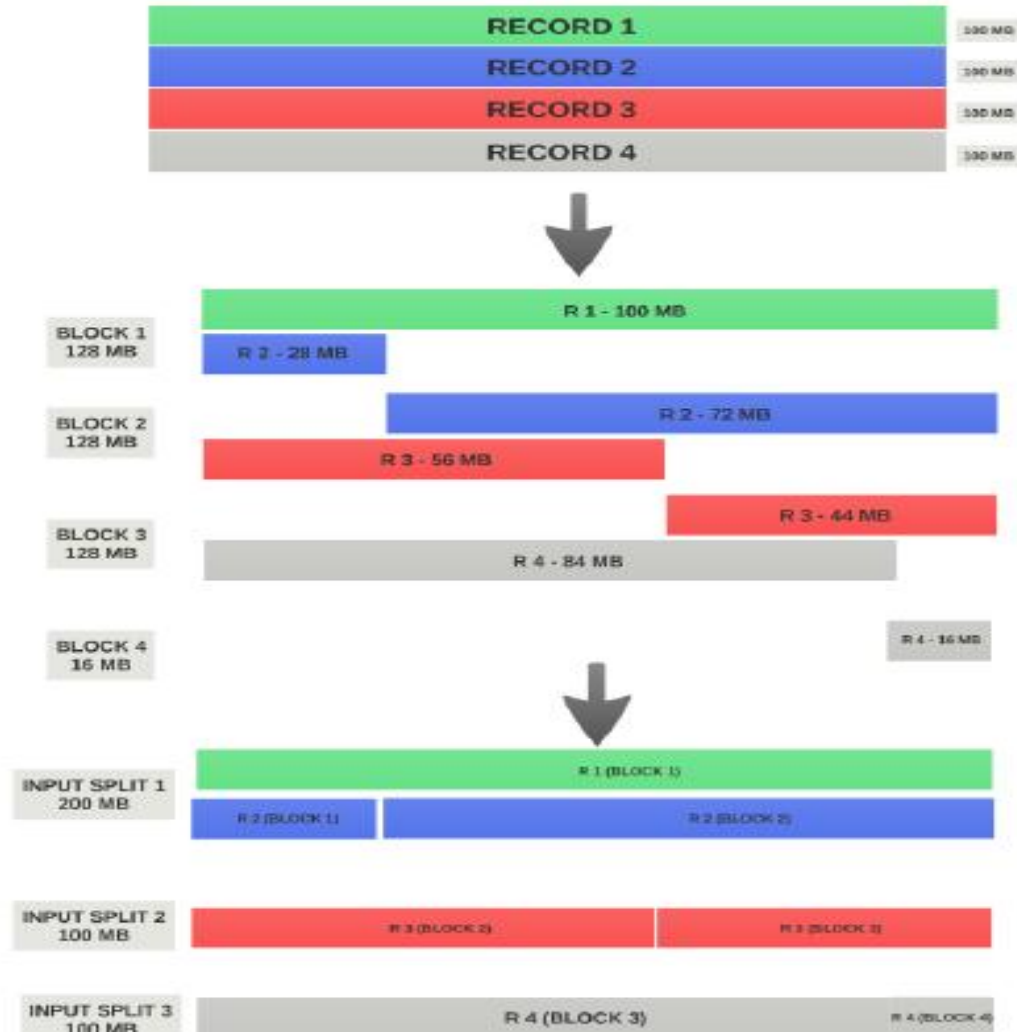 RECORD 1
100 MB
RECORD 2
100 MB
RECORD 3
100 MB
RECORD 4
100 MB
R 1 - 100 MB
BLOCK 1
128 MB
R 2 - 28 MB
R 2 - 72 MB
BLOCK 2
128 MB
R 3 - 56 MB
R 3 - 44 MB
BLOCK 3
128 MB
R 4 - 84 MB
BLOCK 4
16 MB
R 4 - 16 MB
R 1 (BLOCK 1)
INPUT SPLIT 1
200 MB
R 2 (BLOCK 1)
R 2 (BLOCK 2)
INPUT SPLIT 2
100 MB
R 3 (BLOCK 2)
R 3 (BLOCK 3)
INPUT SPLIT 3
100 MB
R 4 (BLOCK 3)
R 4 (BLOCK 4)